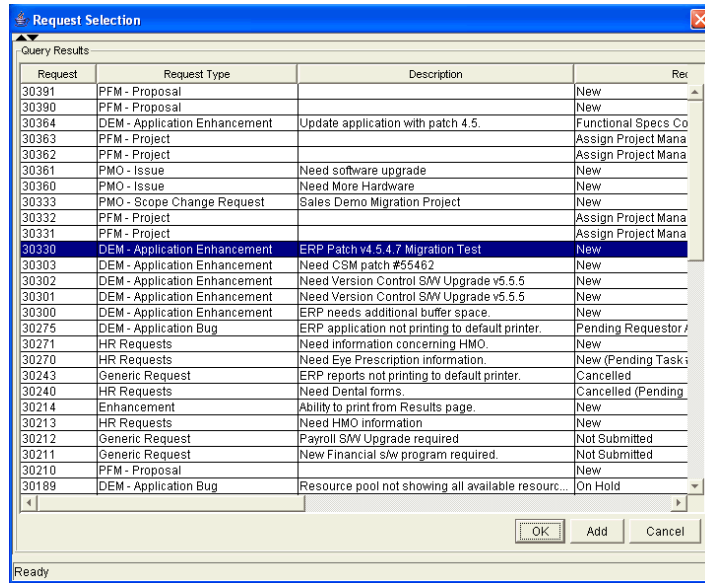 Request Selection
Query Results
Request Request Type Description Rec
30391 PFM - Proposal New
30390 PFM - Proposal New
30364 DEM - Application Enhancement Update application with patch 4.5. Functional Specs Co
30363 PFM - Project Assign Project Mana
30362 PFM - Project Assign Project Mana
30361 PMO - Issue Need software upgrade New
30360 PMO - Issue Need More Hardware New
30333 PMO - Scope Change Request Sales Demo Migration Project New
30332 PFM - Project Assign Project Mana
30331 PFM - Project Assign Project Mana
30330 DEM - Application Enhancement ERP Patch v4.5.4.7 Migration Test New
30303 DEM - Application Enhancement Need CSM patch #55462 New
30302 DEM - Application Enhancement Need Version Control S/W Upgrade v5.5.5 New
30301 DEM - Application Enhancement Need Version Control S/W Upgrade v5.5.5 New
30300 DEM - Application Enhancement ERP needs additional buffer space. New
30275 DEM - Application Bug ERP application not printing to default printer. Pending Requestor A
30271 HR Requests Need information concerning HMO. New
30270 HR Requests Need Eye Prescription information. New (Pending Task
30243 Generic Request ERP reports not printing to default printer. Cancelled
30240 HR Requests Need Dental forms. Cancelled (Pending
30214 Enhancement Ability to print from Results page. New
30213 HR Requests Need HMO information New
30212 Generic Request Payroll S/W Upgrade required Not Submitted
30211 Generic Request New Financial s/w program required. Not Submitted
30210 PFM - Proposal New
30189 DEM - Application Bug Resource pool not showing all available resourc... On Hold
OK Add Cancel
Ready